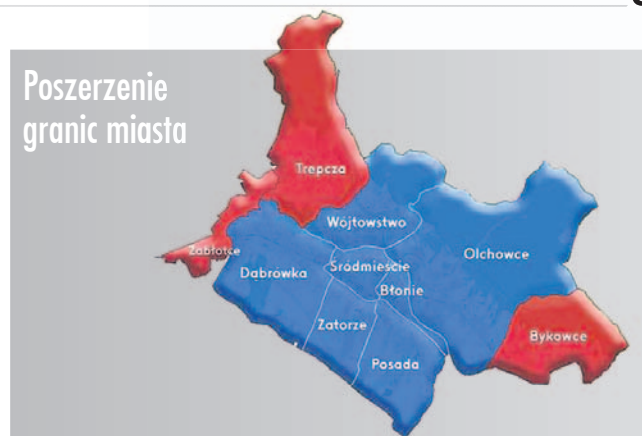 Poszerzenie
granic miasta
Trepcza
Wójtowstwo
Zabłotce
Olchowce
Śródmieście
Dąbrówka
Błonie
Zatorze
Bykowce
Posada